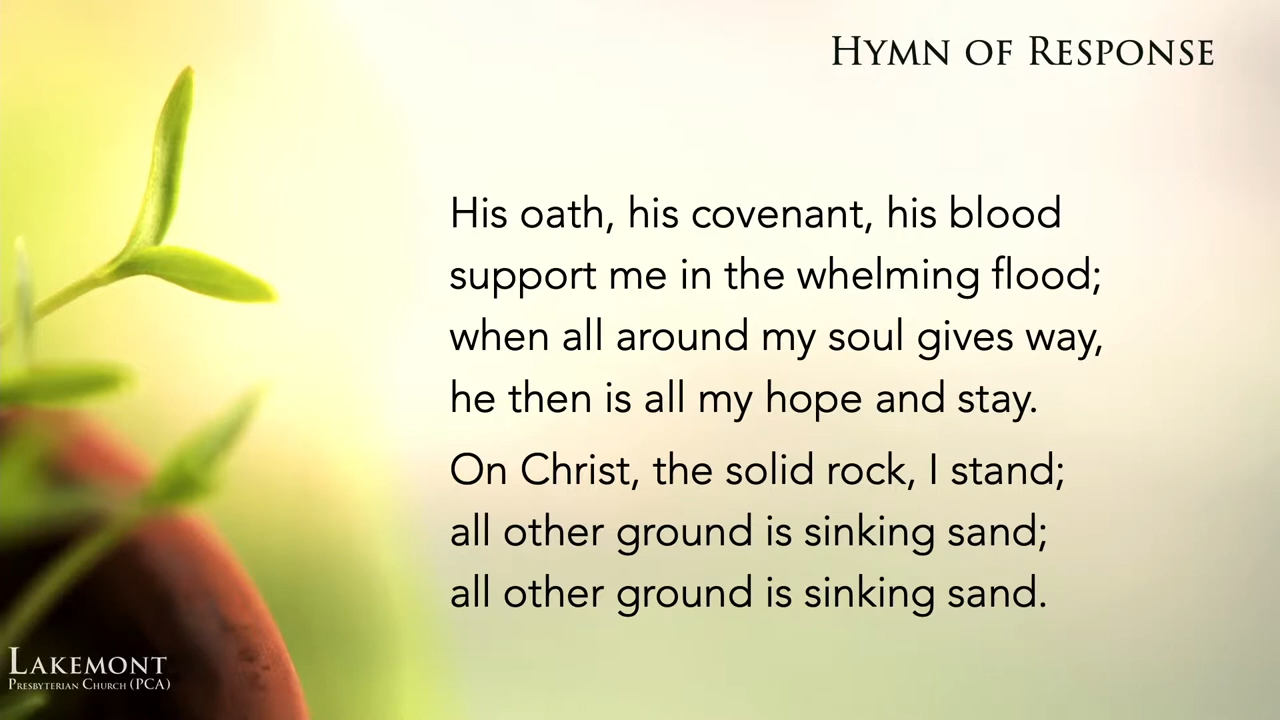 Hymn of Response
His oath, his covenant, his blood
support me in the whelming flood;
when all around my soul gives way,
he then is all my hope and stay.
On Christ, the solid rock, I stand;
all other ground is sinking sand;
all other ground is sinking sand.
Lakemont
Presbyterian Church (PCA)